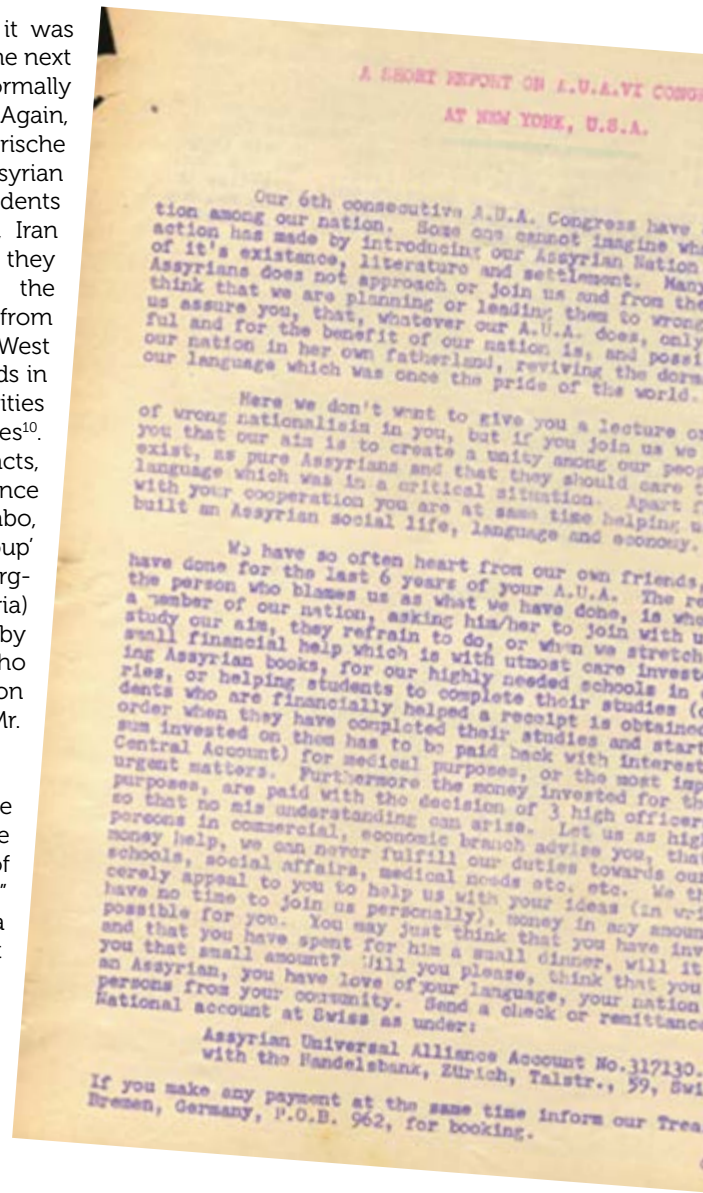 it was
he next
ormally
Again,
rische
syrian
dents
Iran
they
the
from
West
ds in
ities
es¹⁰.
acts,
nce
abo,
oup’
org-
ria)
by
ho
on
Mr.
e
e
of
”
a
A SHORT REPORT ON A.U.A.VI CONG
AT NEW YORK, U.S.A.
Our 6th consecutive A.U.A. Congress have
tion among our nation. Some one cannot imagine wha
action has made by introducing our Assyrian Nation
of it's existance, literature and settlement. Many
Assyrians does not approach or join us and from the
think that we are planning or leading them to wrong
us assure you, that, whatever our A.U.A. does, only
ful and for the benefit of our nation is, and possi
our nation in her own fatherland, reviving the dorm
our language which was once the pride of the world.
Here we don't want to give you a lecture o
of wrong nationalisin in you, but if you join us we
you that our aim is to create a unity among our peop
exist, as pure Assyrians and that they should care t
language which was in a critical situation. Apart f
with your cooperation you are at same time helping u
built an Assyrian social life, language and economy.
We have so often heart from our own friends,
have done for the last 6 years of your A.U.A. The re
the person who blames us as what we have done, is who
a member of our nation, asking him/her to join with u
study our aim, they refrain to do, or when we stretch
small financial help which is with utmost care investe
ing Assyrian books, for our highly needed schools in
ries, or helping students to complete their studies (
dents who are financially helped a receipt is obtained
order when they have completed their studies and start
sum invested on them has to be paid back with interest
Central Account) for medical purposes, or the most imp
urgent matters. Furthermore the money invested for th
purposes, are paid with the decision of 3 high officer
so that no mis understanding can arise. Let us as high
persons in commercial, economic branch advise you, that
money help, we can never fulfill our duties towards our
schools, social affairs, medical needs etc. etc. We th
cerely appeal to you to help us with your ideas (in wri
have no time to join us personally), money in any amoun
possible for you. You may just think that you have inv
and that you have spent for him a small dinner, will it
you that small amount? Will you please, think that you
an Assyrian, you have love of your language, your nation
persons from your community. Send a check or remittance
National account at Swiss as under:
Assyrian Universal Alliance Account No.317130.
with the Handelsbank, Zürich, Talstr., 59, Swi
If you make any payment at the same time inform our Trea
Bremen, Germany, P.O.B. 962, for booking.